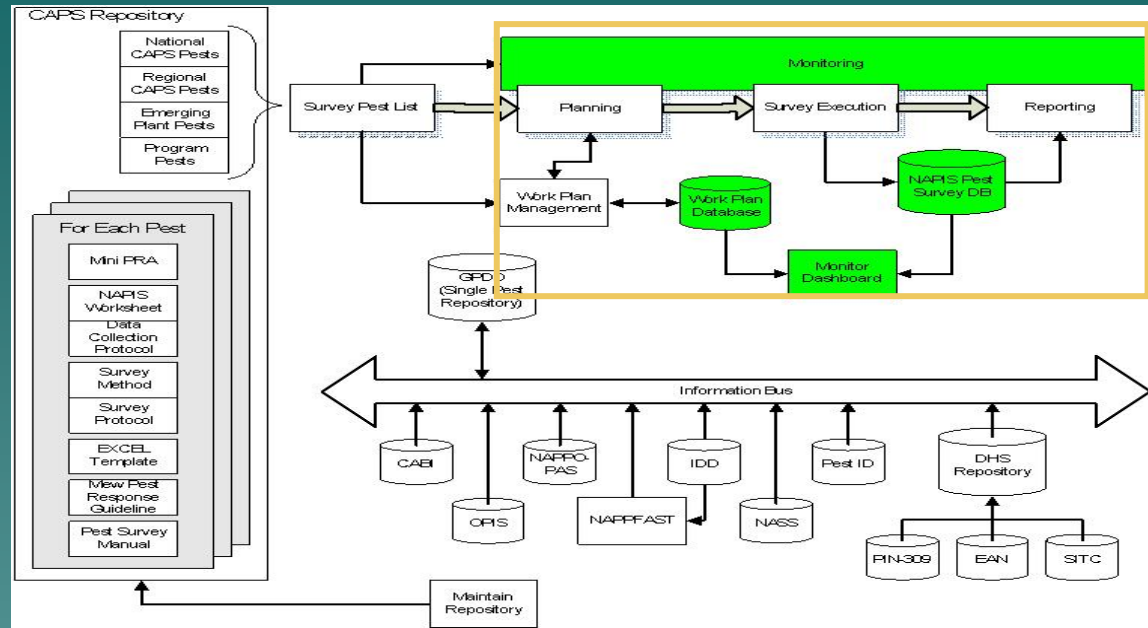 CAPS Repository
National
CAPS Pests
Regional
CAPS Pests
Emerging
Plant Pests
Program
Pests
Survey Pest List
Monitoring
Planning
Survey Execution
Reporting
Work Plan
Management
Work Plan
Database
NAPIS Pest
Survey DB
Monitor
Dashboard
For Each Pest
Mini PRA
NAPIS
Worksheet
Data
Collection
Protocol
Survey
Method
Survey
Protocol
EXCEL
Template
Mew Pest
Response
Guideline
Pest Survey
Manual
GPDD
(Single Pest
Repository)
Information Bus
CABI
OPIS
NAPPO-
PAS
NAPPFAST
IDD
NASS
Pest ID
DHS
Repository
PIN-309
EAN
SITC
Maintain
Repository